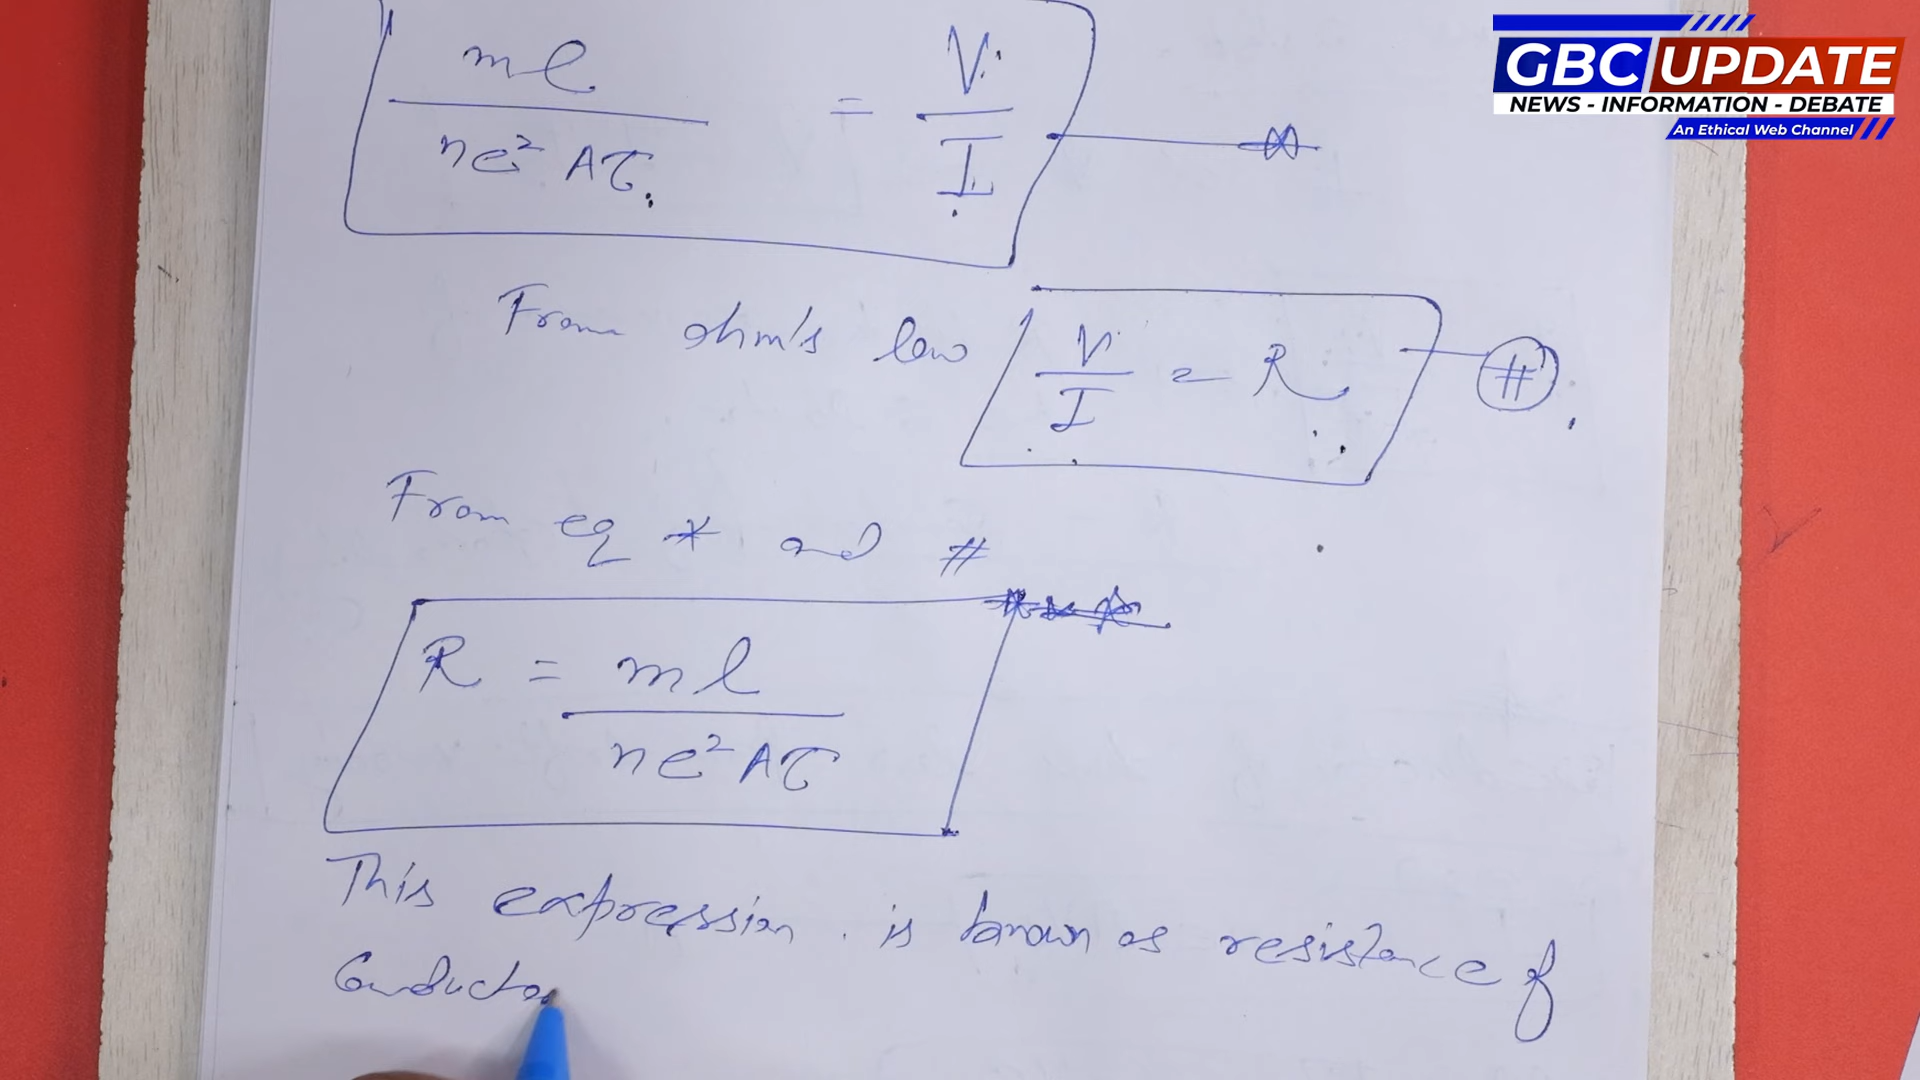 GBC UPDATE
NEWS - INFORMATION - DEBATE
An Ethical Web Channel
ml / ne² Aτ = V / I — *
From ohm's law V / I = R — #
From eq * and #
R = ml / ne² Aτ
This expression is known as resistance of
Conducto